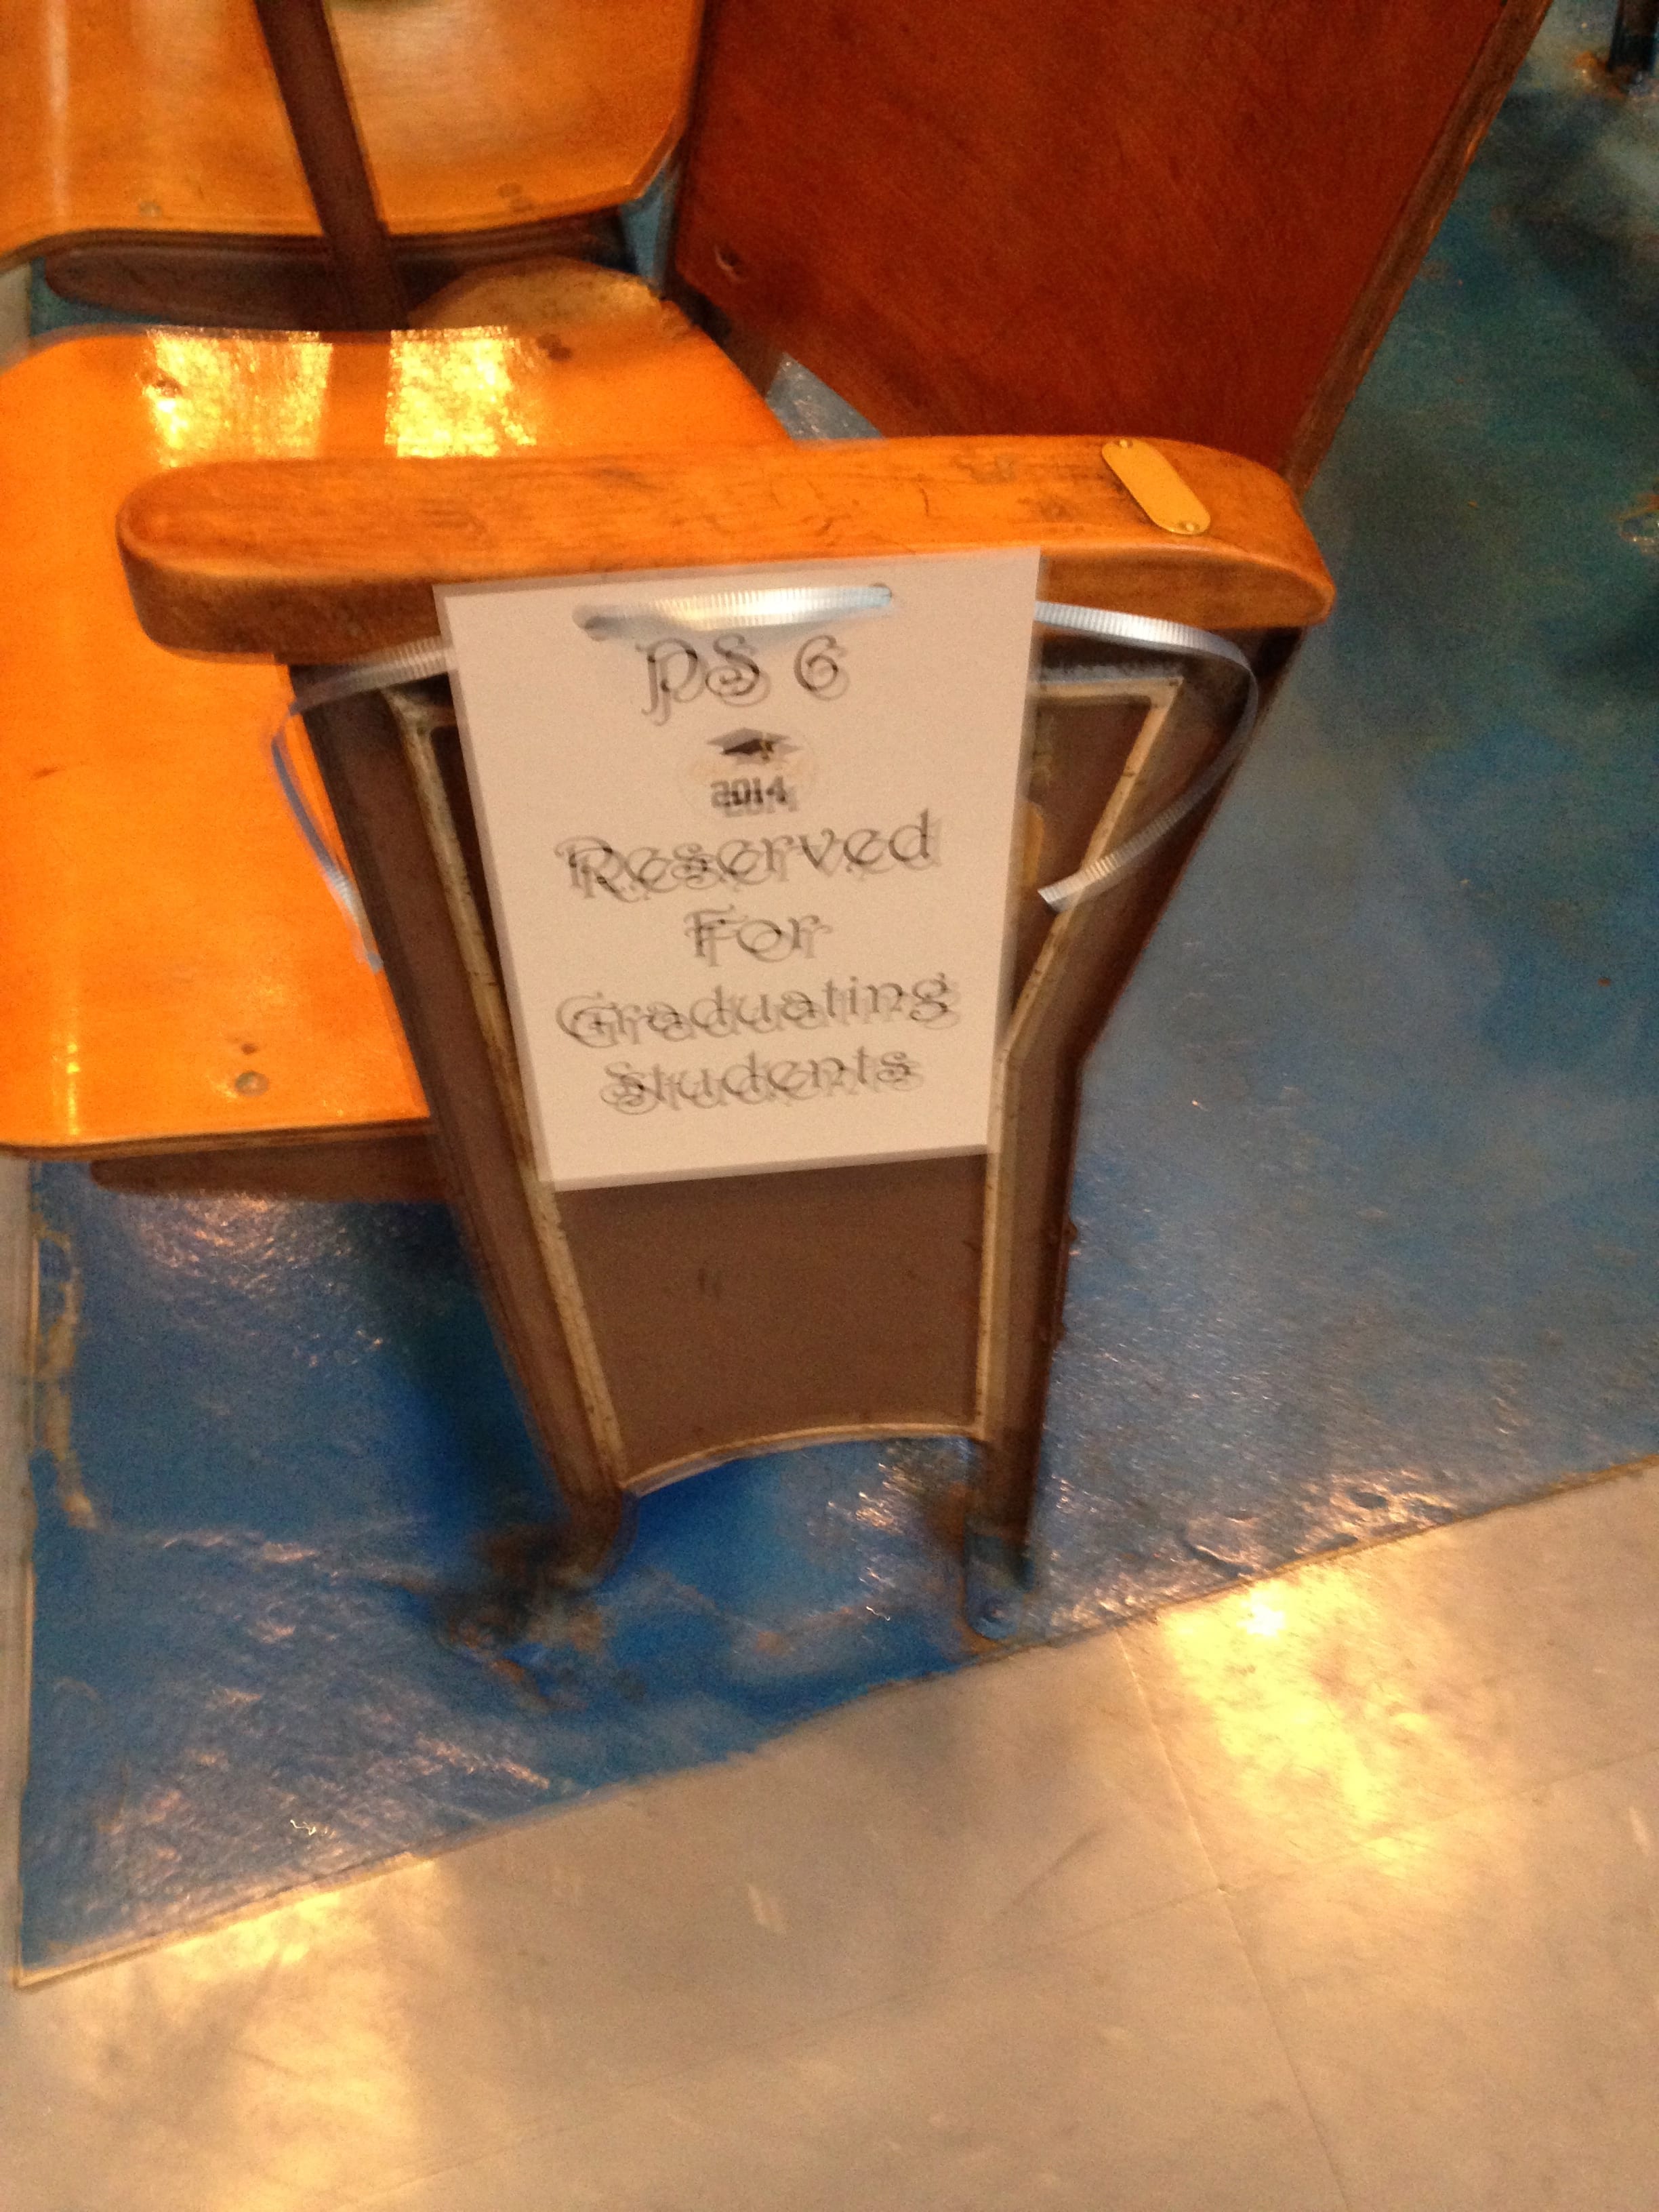 PS 6
2014
Reserved
For
Graduating
Students